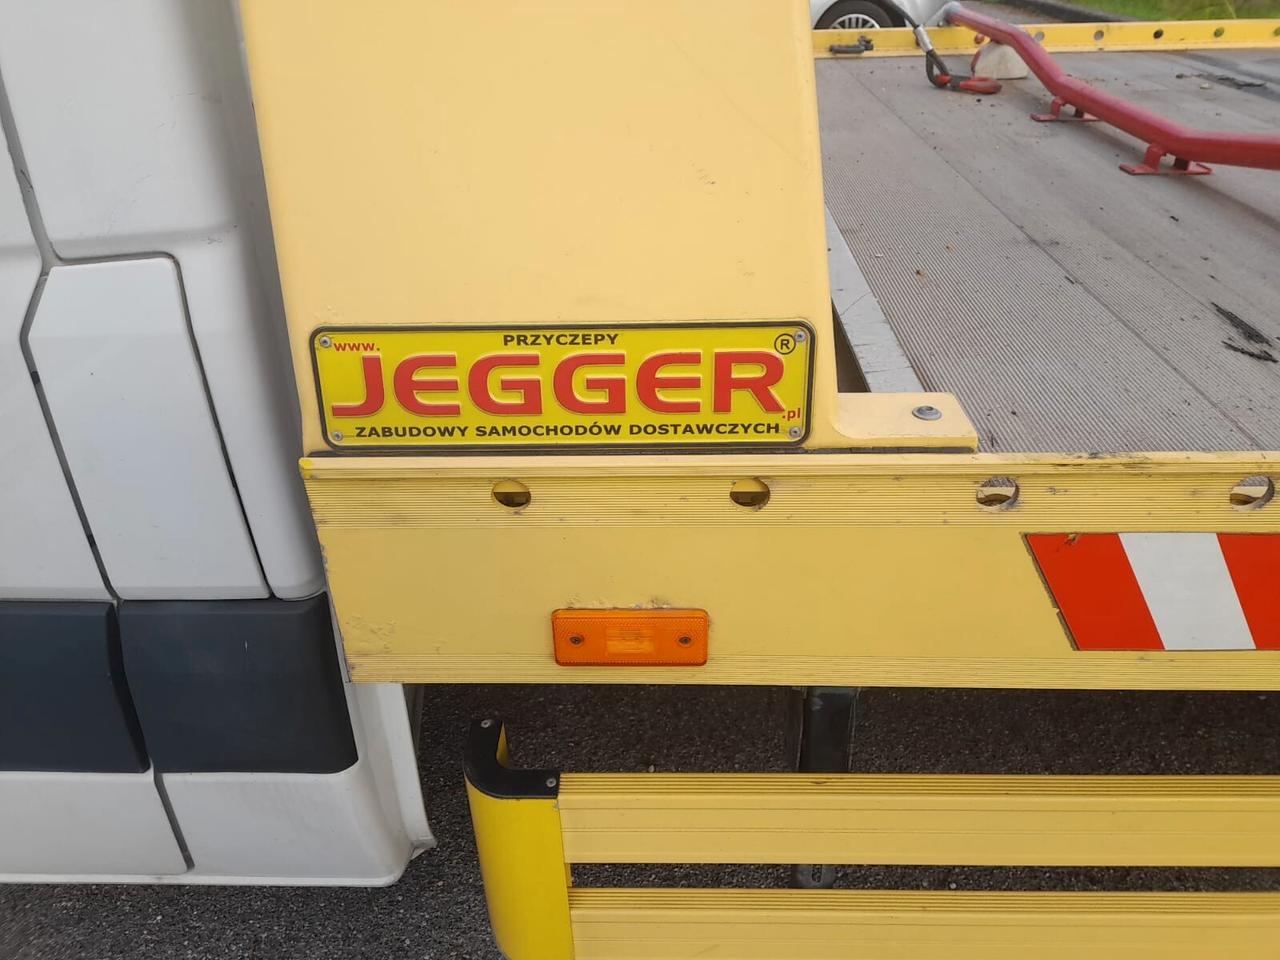 PRZYCZEPY
www.
JEGGER®
.pl
ZABUDOWY SAMOCHODÓW DOSTAWCZYCH